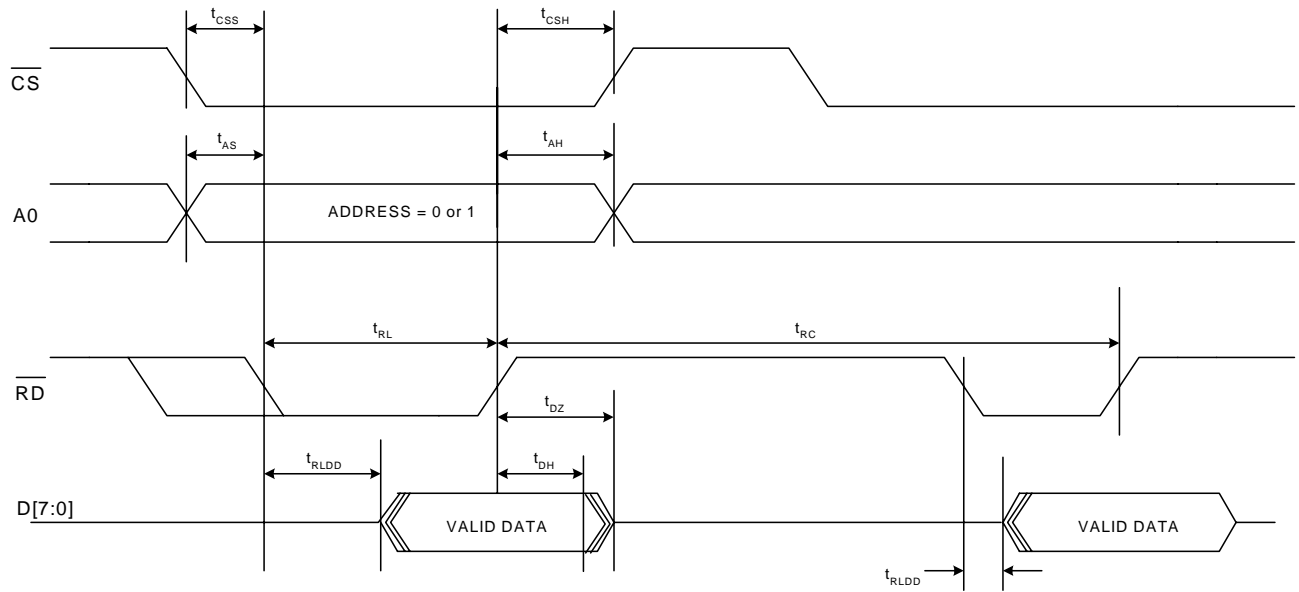 tCSS
tCSH
CS
tAS
tAH
A0
ADDRESS = 0 or 1
tRL
tRC
RD
tDZ
tRLDD
tDH
D[7:0]
VALID DATA
VALID DATA
tRLDD